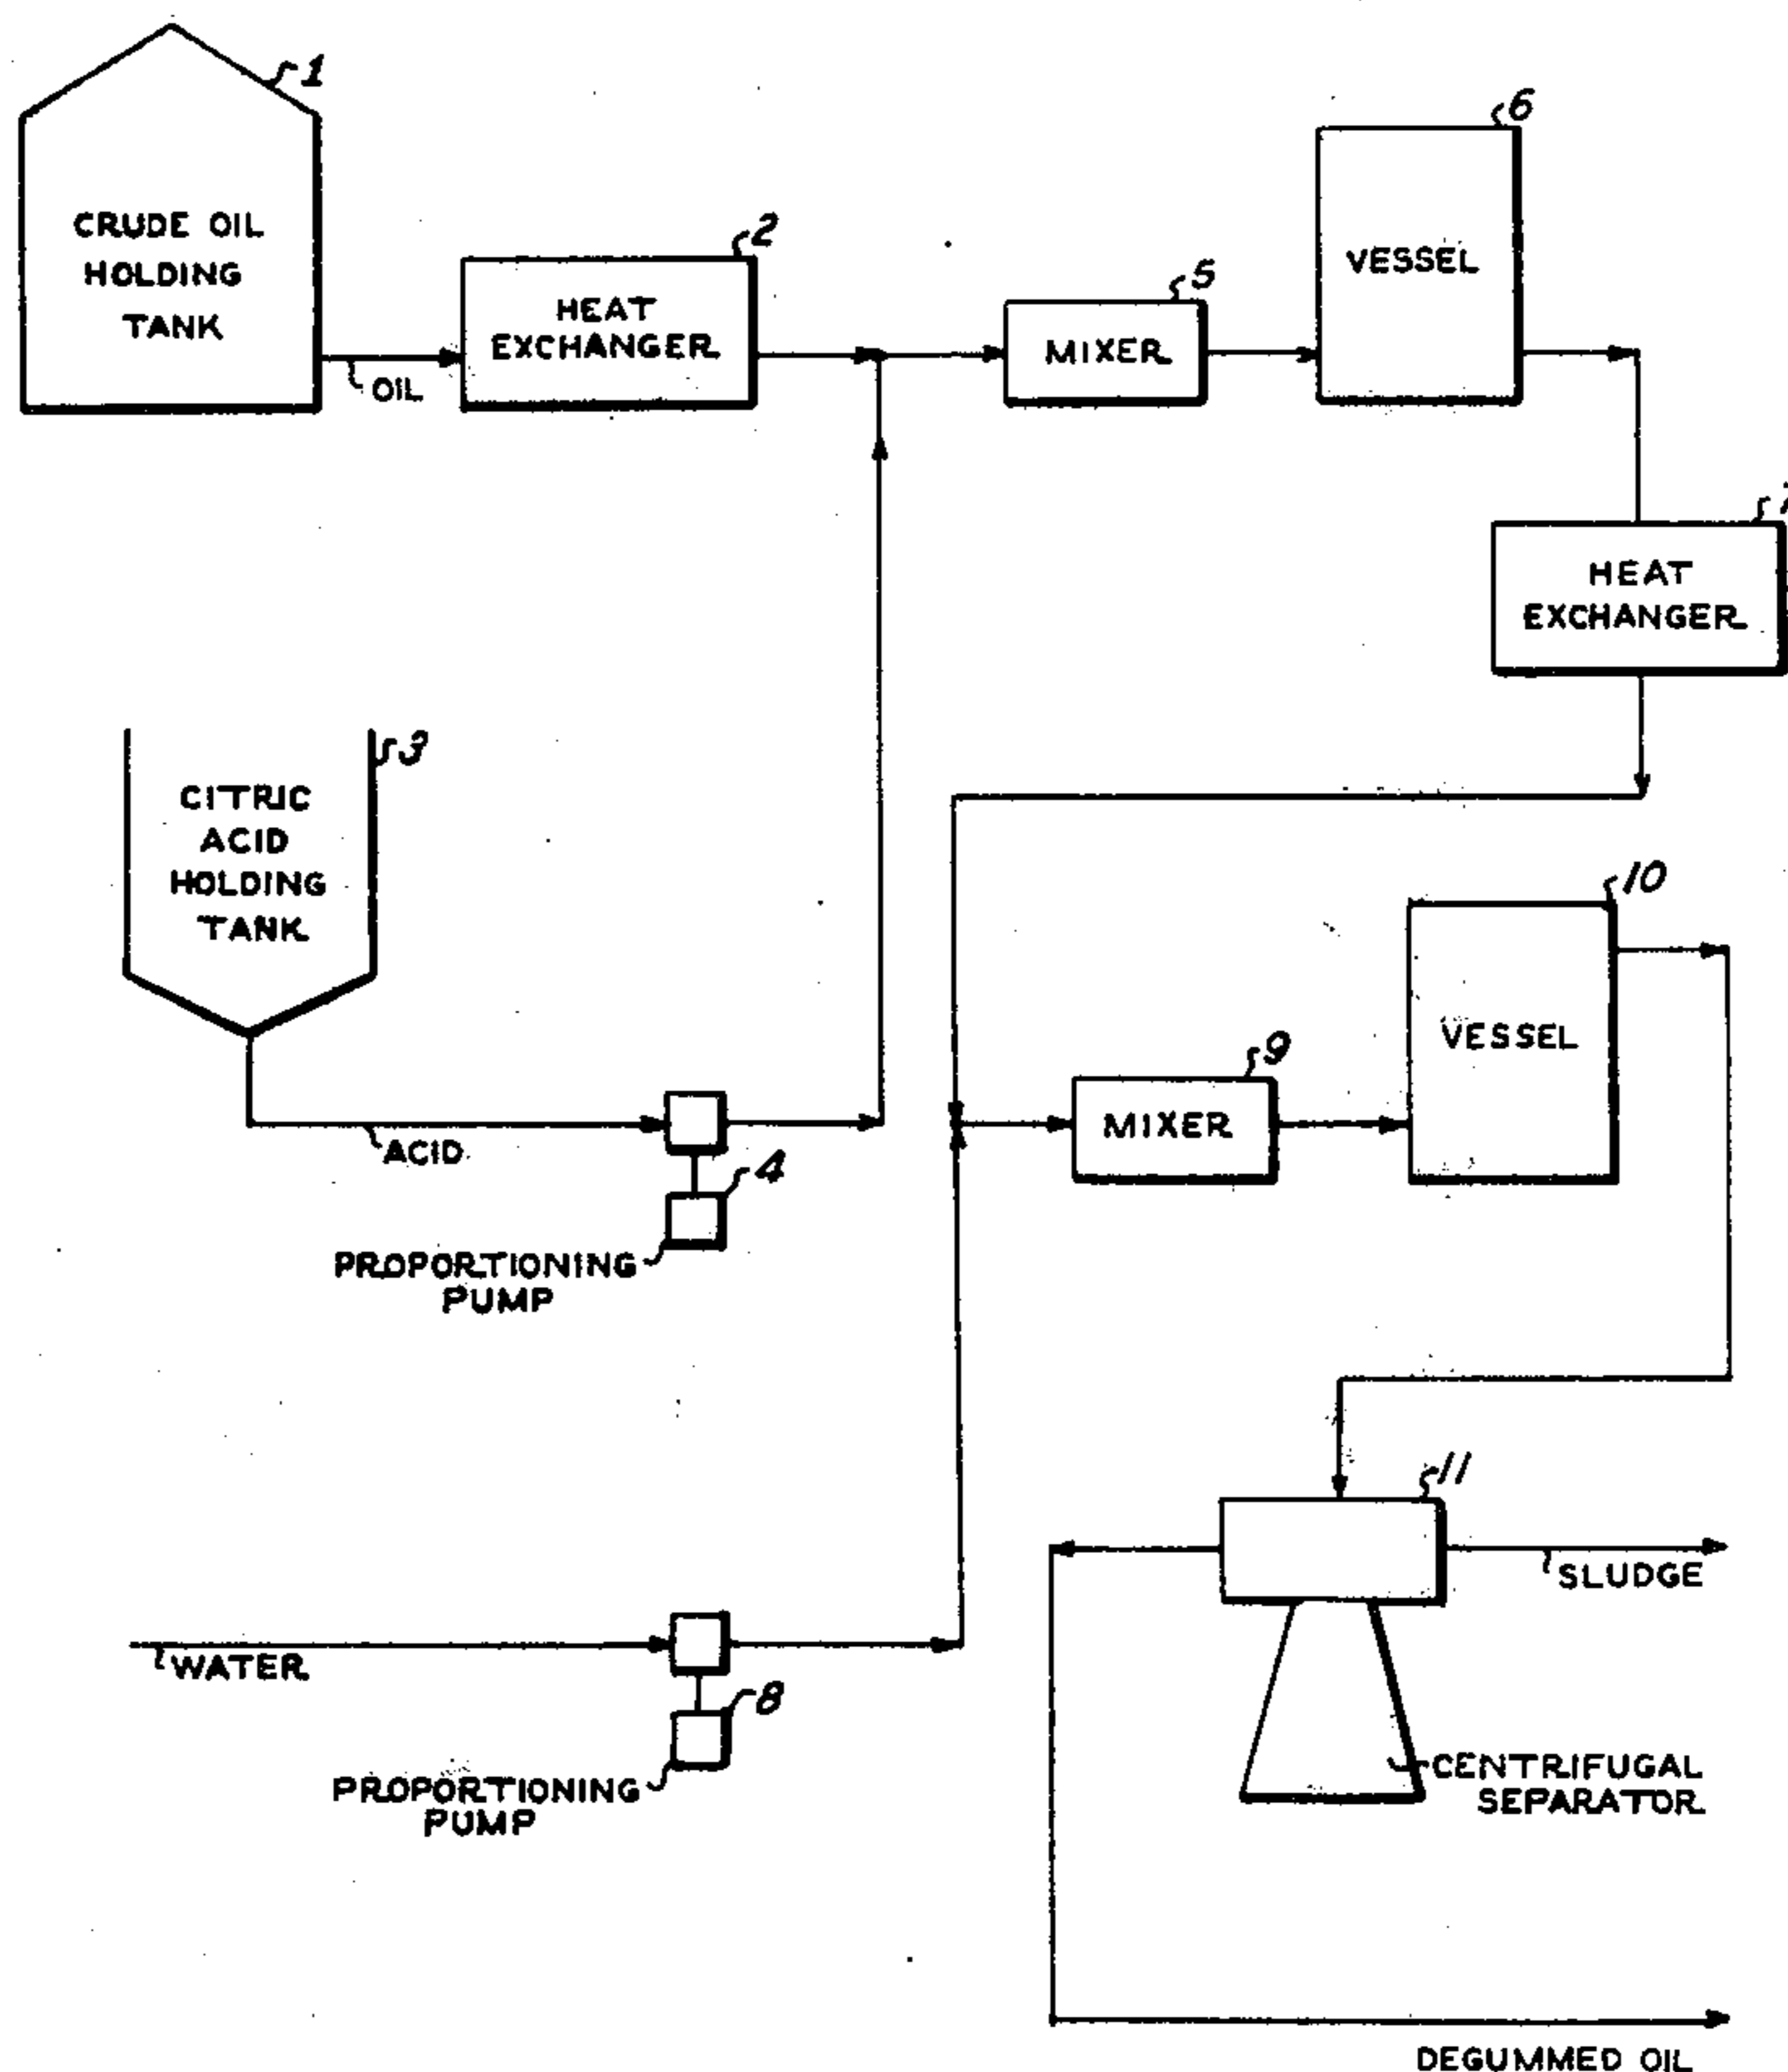 1
CRUDE OIL
HOLDING
TANK
OIL
2
HEAT
EXCHANGER
5
MIXER
6
VESSEL
7
HEAT
EXCHANGER
3
CITRIC
ACID
HOLDING
TANK
ACID
4
PROPORTIONING
PUMP
9
MIXER
10
VESSEL
11
SLUDGE
WATER
8
PROPORTIONING
PUMP
CENTRIFUGAL
SEPARATOR
DEGUMMED OIL